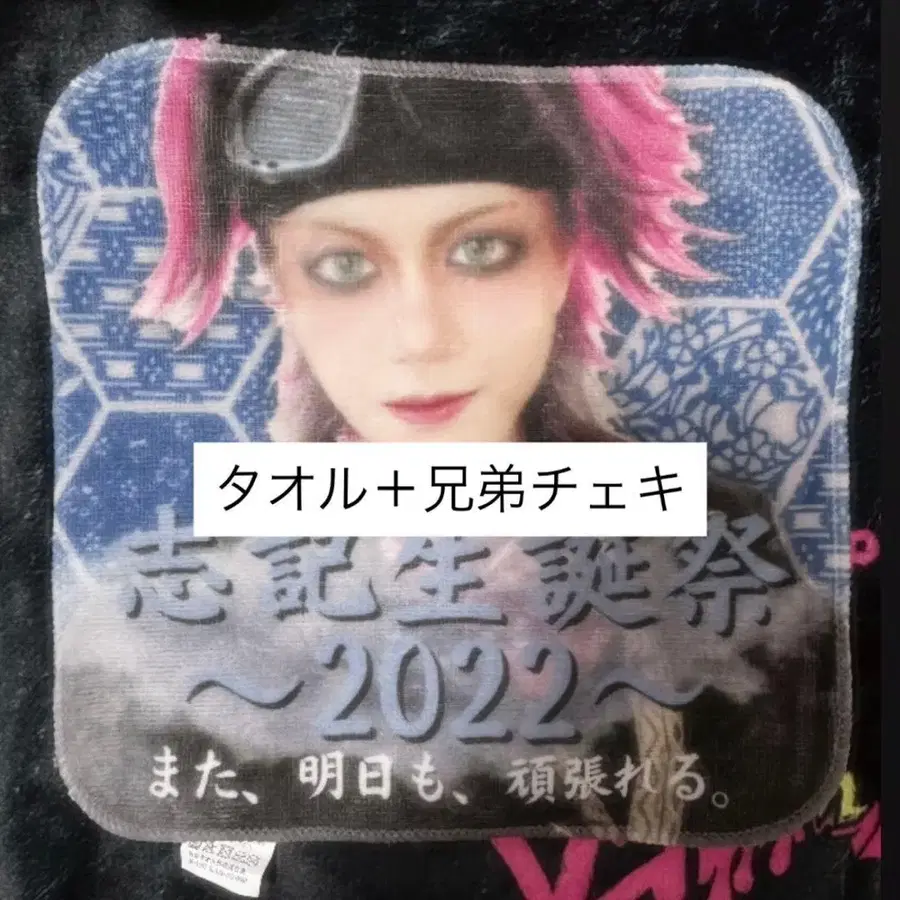 タオル＋兄弟チェキ
志記生誕祭
～2022～
また、明日も、頑張れる。